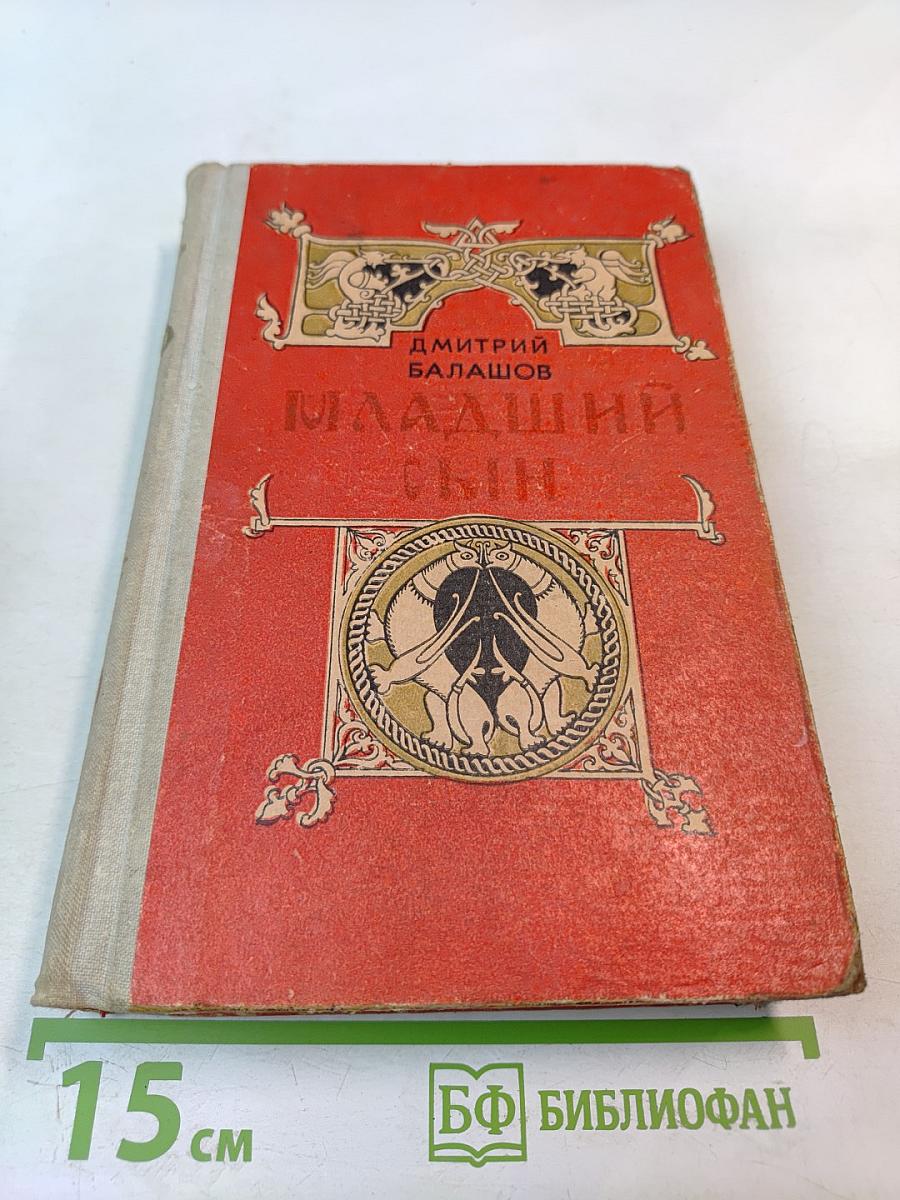 ДМИТРИЙ
БАЛАШОВ
МЛАДШИЙ
СЫН
15 см
БФ БИБЛИОФАН